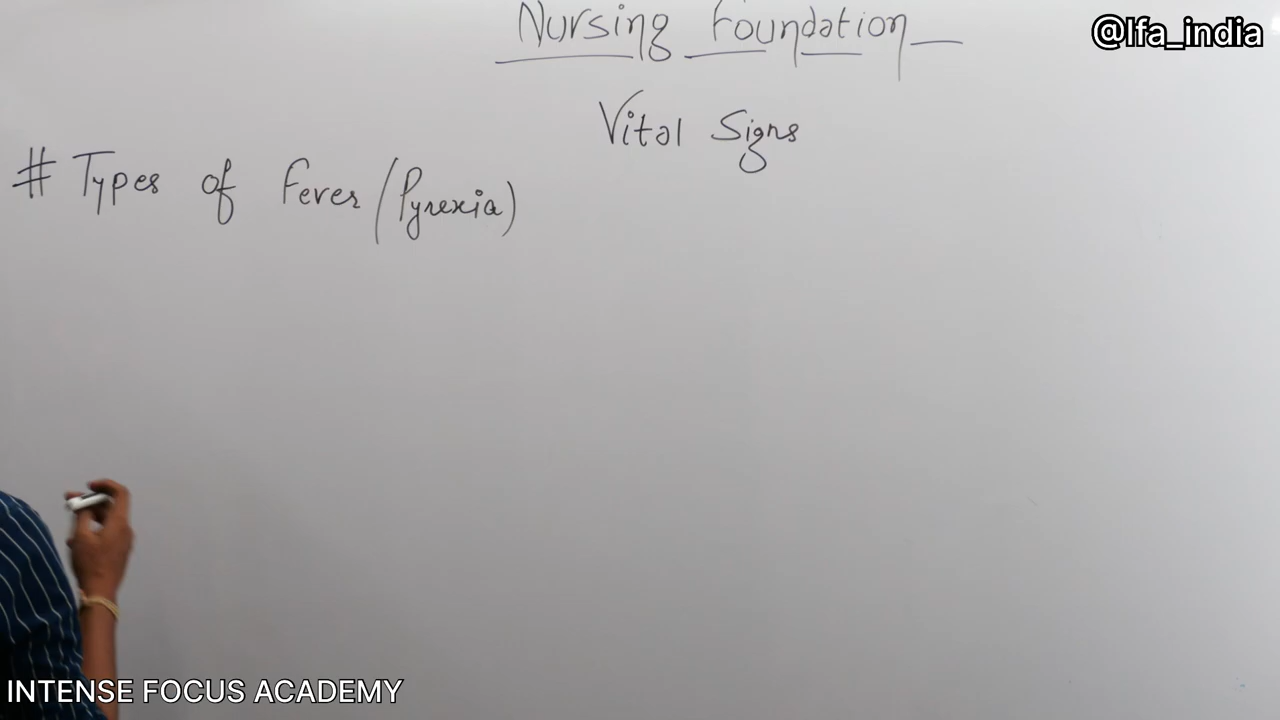 Nursing Foundation
@Ifa_india
Vital Signs
# Types of Fever (Pyrexia)
INTENSE FOCUS ACADEMY